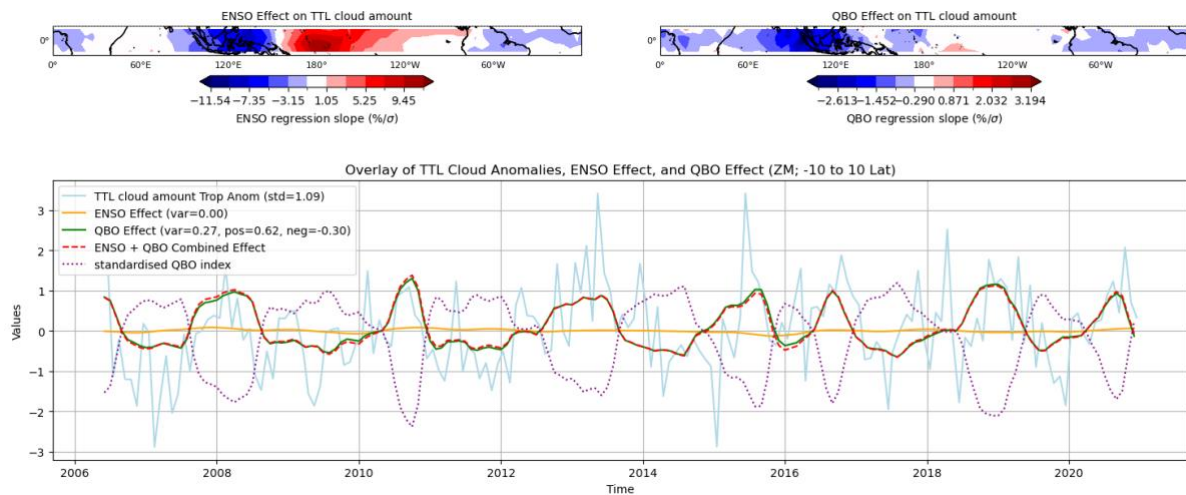 ENSO Effect on TTL cloud amount
0°
0° 60°E 120°E 180° 120°W 60°W
−11.54 −7.35 −3.15 1.05 5.25 9.45
ENSO regression slope (%/σ)
QBO Effect on TTL cloud amount
0°
0° 60°E 120°E 180° 120°W 60°W
−2.613 −1.452 −0.290 0.871 2.032 3.194
QBO regression slope (%/σ)
Overlay of TTL Cloud Anomalies, ENSO Effect, and QBO Effect (ZM; -10 to 10 Lat)
TTL cloud amount Trop Anom (std=1.09)
ENSO Effect (var=0.00)
QBO Effect (var=0.27, pos=0.62, neg=-0.30)
ENSO + QBO Combined Effect
standardised QBO index
Values
3
2
1
0
−1
−2
−3
2006 2008 2010 2012 2014 2016 2018 2020
Time